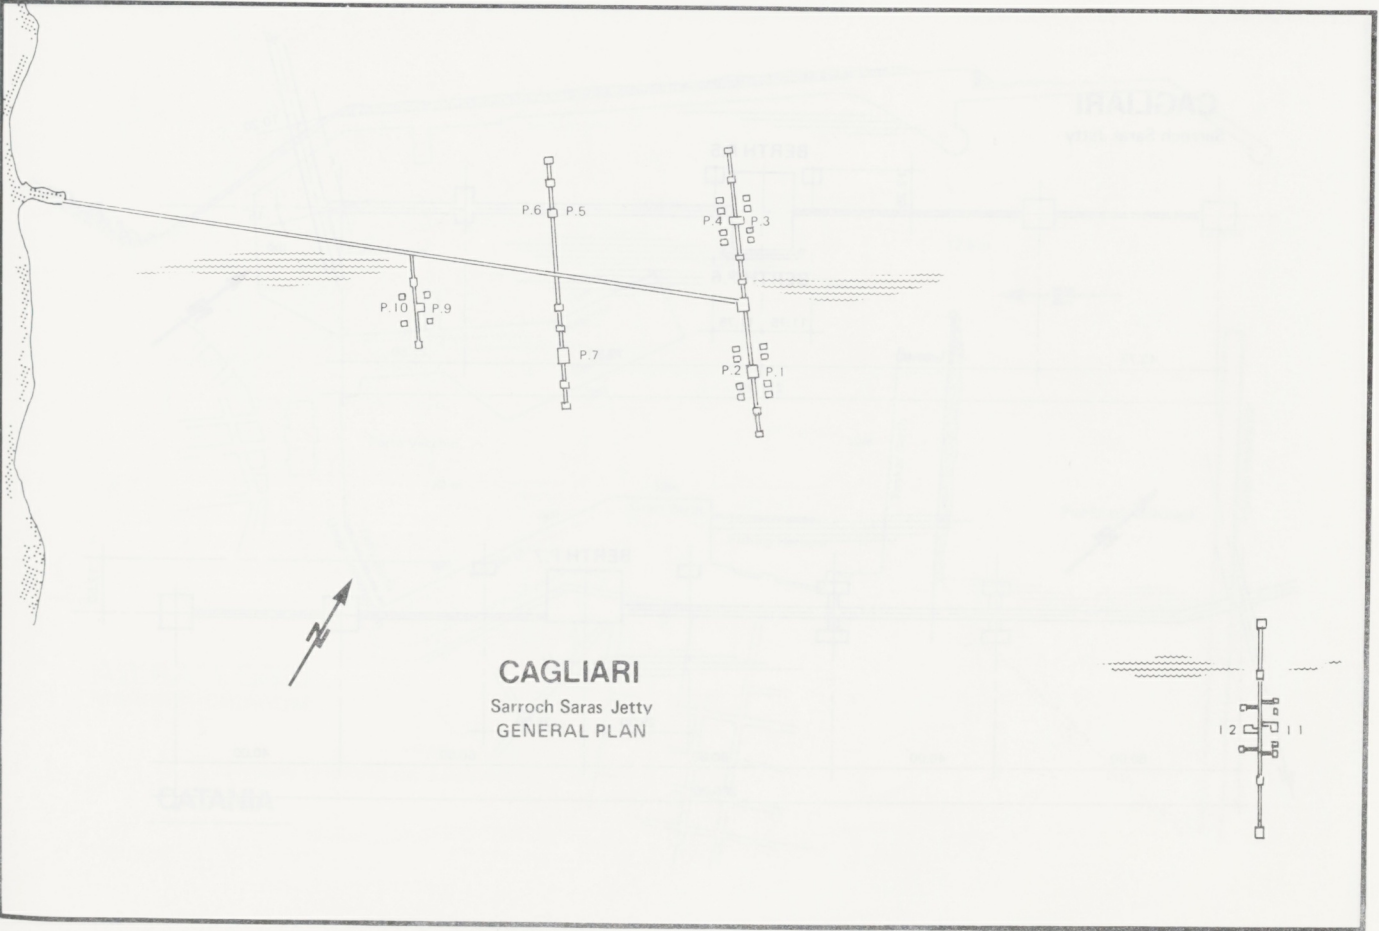 P.6 P.5
P.4 P.3
P.10 P.9
P.7
P.2 P.1
N
CAGLIARI
Sarroch Saras Jetty
GENERAL PLAN
12 11